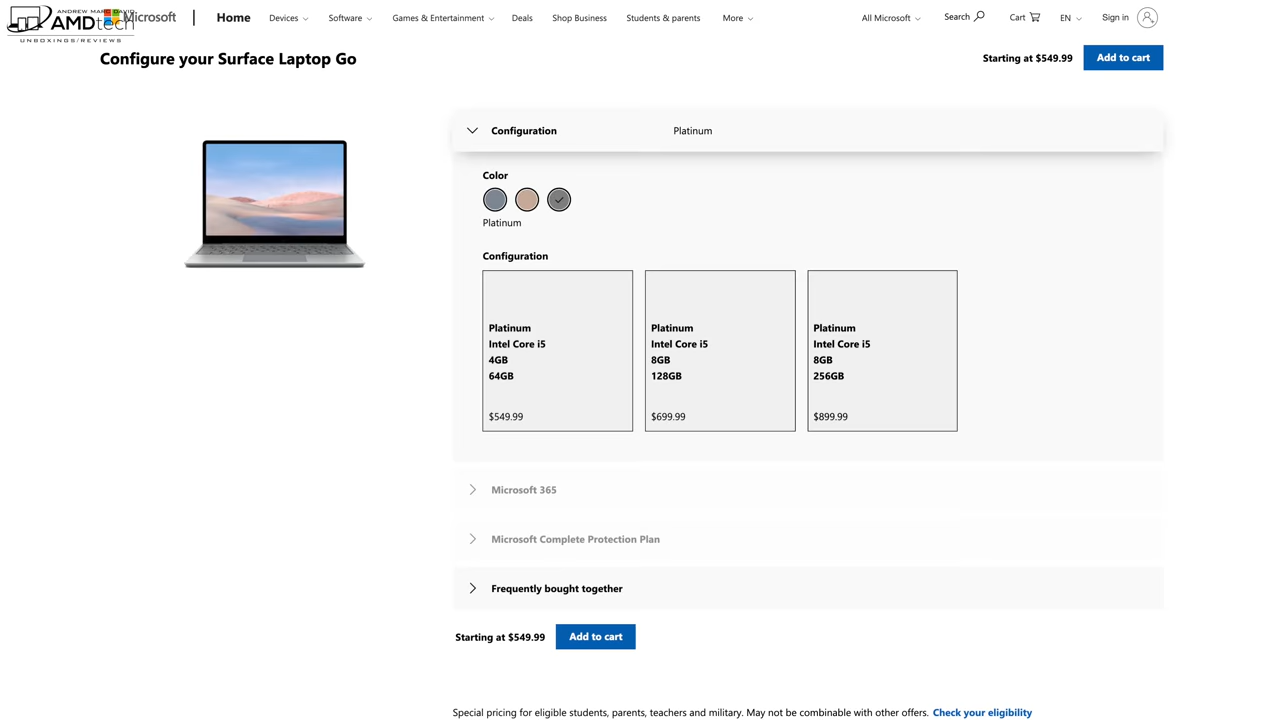 ANDREW MARC DAVID
AMDtech
UNBOXINGS/REVIEWS
Microsoft
Home
Devices
Software
Games & Entertainment
Deals
Shop Business
Students & parents
More
All Microsoft
Search
Cart
EN
Sign in
Configure your Surface Laptop Go
Starting at $549.99
Add to cart
Configuration
Platinum
Color
Platinum
Configuration
Platinum
Intel Core i5
4GB
64GB
$549.99
Platinum
Intel Core i5
8GB
128GB
$699.99
Platinum
Intel Core i5
8GB
256GB
$899.99
Microsoft 365
Microsoft Complete Protection Plan
Frequently bought together
Starting at $549.99
Add to cart
Special pricing for eligible students, parents, teachers and military. May not be combinable with other offers. Check your eligibility